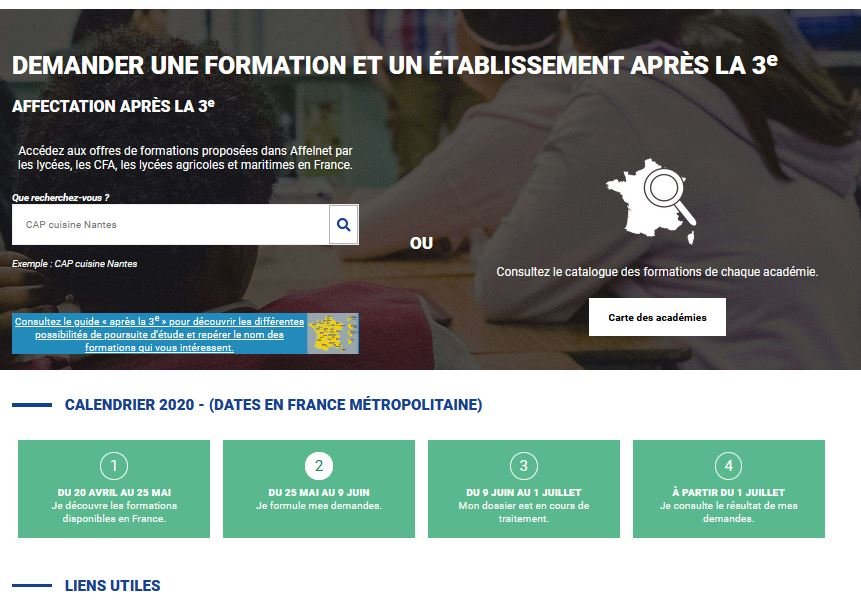 DEMANDER UNE FORMATION ET UN ÉTABLISSEMENT APRÈS LA 3e
AFFECTATION APRÈS LA 3e
Accédez aux offres de formations proposées dans Affelnet par
les lycées, les CFA, les lycées agricoles et maritimes en France.
Que recherchez-vous ?
CAP cuisine Nantes
Exemple : CAP cuisine Nantes
Consultez le guide « après la 3e » pour découvrir les différentes
possibilités de poursuite d'étude et repérer le nom des
formations qui vous intéressent.
OU
Consultez le catalogue des formations de chaque académie.
Carte des académies
CALENDRIER 2020 - (DATES EN FRANCE MÉTROPOLITAINE)
1
DU 20 AVRIL AU 25 MAI
Je découvre les formations
disponibles en France.
2
DU 25 MAI AU 9 JUIN
Je formule mes demandes.
3
DU 9 JUIN AU 1 JUILLET
Mon dossier est en cours de
traitement.
4
À PARTIR DU 1 JUILLET
Je consulte le résultat de mes
demandes.
LIENS UTILES